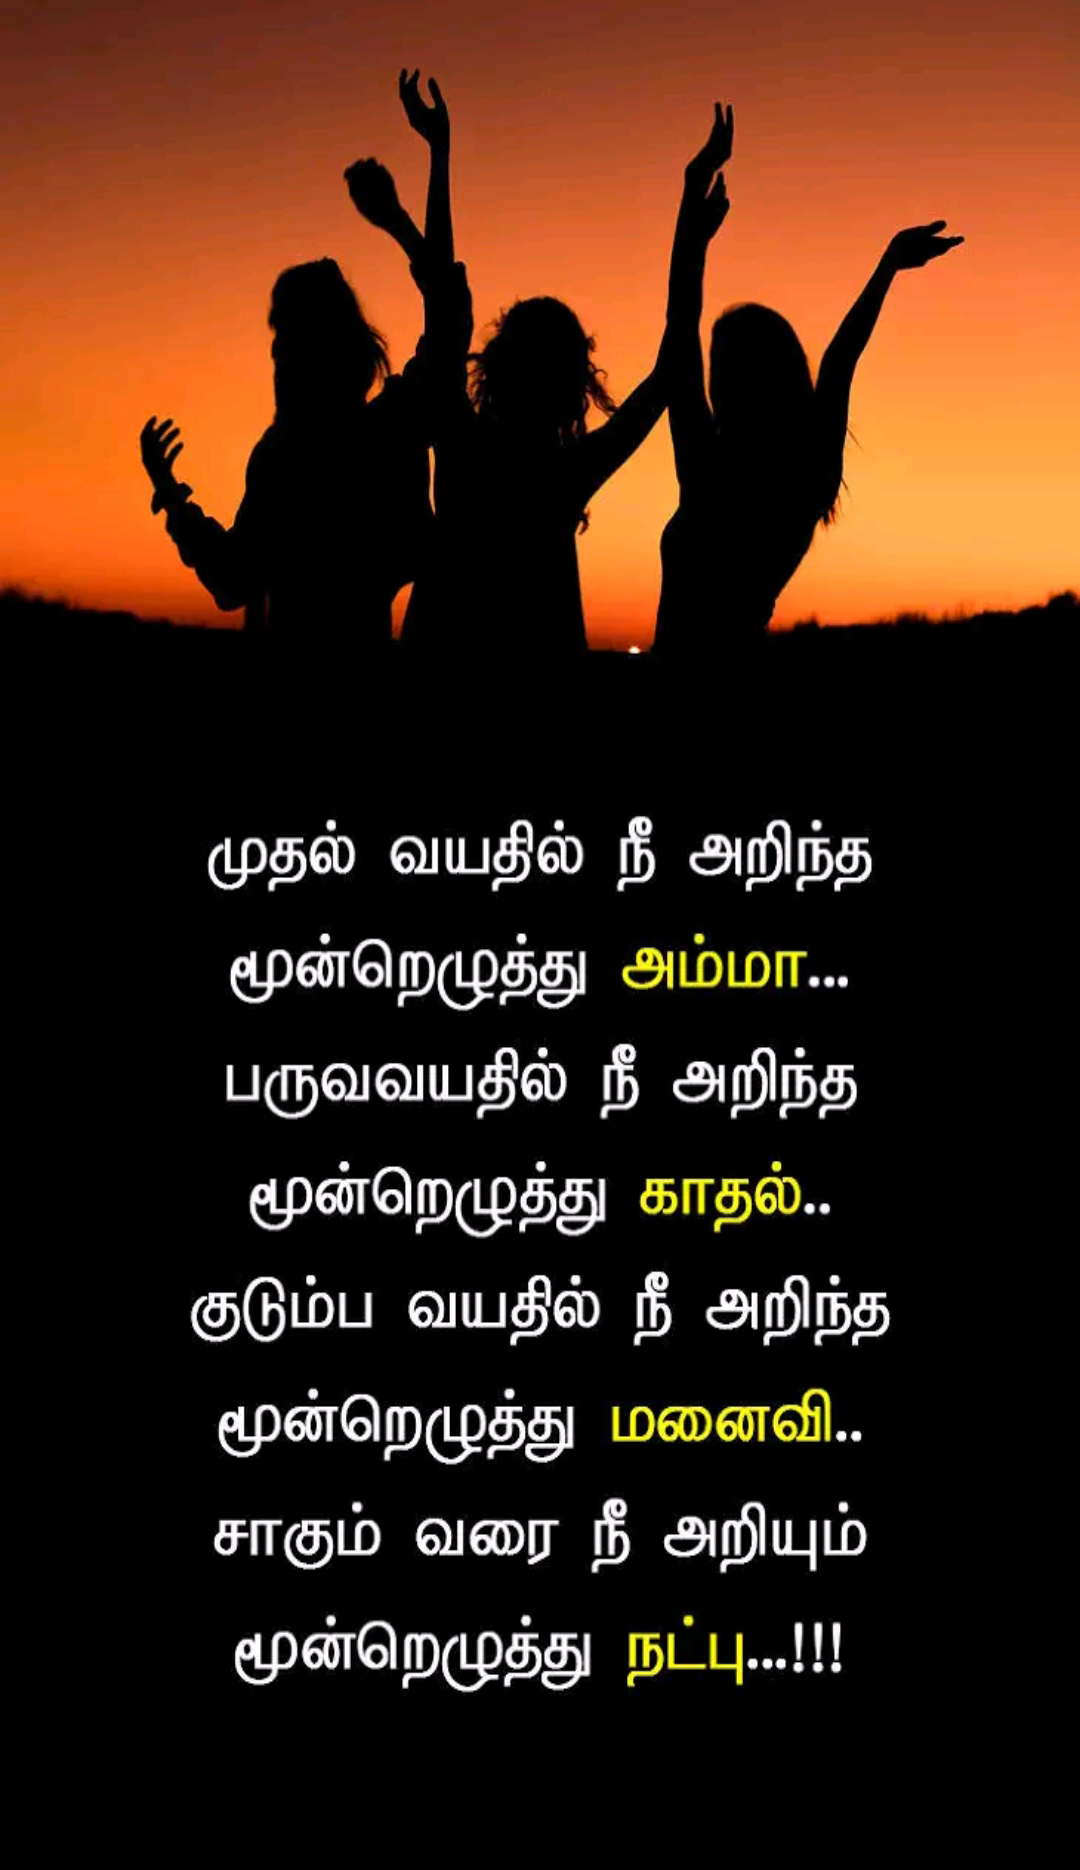 முதல் வயதில் நீ அறிந்த
மூன்றெழுத்து அம்மா...
பருவவயதில் நீ அறிந்த
மூன்றெழுத்து காதல்..
குடும்ப வயதில் நீ அறிந்த
மூன்றெழுத்து மனைவி..
சாகும் வரை நீ அறியும்
மூன்றெழுத்து நட்பு...!!!